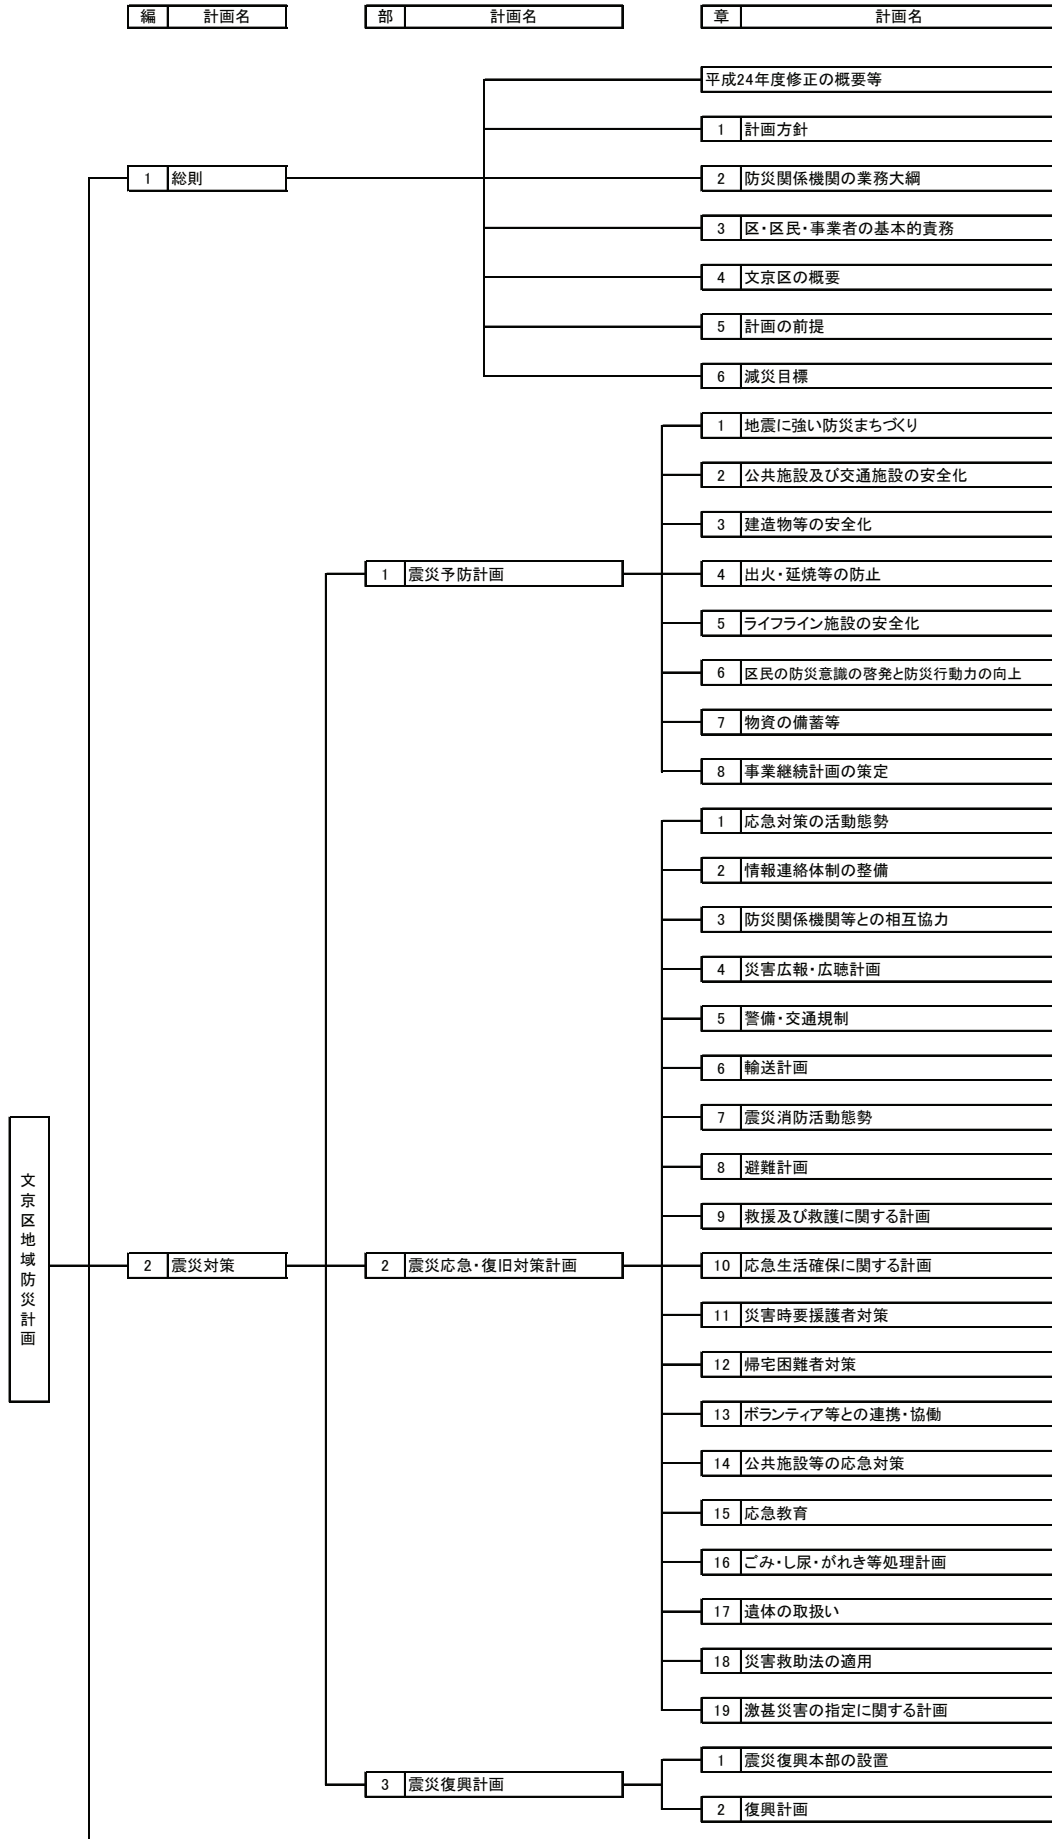 編 計画名 部 計画名 章 計画名
平成24年度修正の概要等
1 計画方針
1 総則
2 防災関係機関の業務大綱
3 区・区民・事業者の基本的責務
4 文京区の概要
5 計画の前提
6 減災目標
1 地震に強い防災まちづくり
2 公共施設及び交通施設の安全化
3 建造物等の安全化
1 震災予防計画
4 出火・延焼等の防止
5 ライフライン施設の安全化
6 区民の防災意識の啓発と防災行動力の向上
7 物資の備蓄等
8 事業継続計画の策定
1 応急対策の活動態勢
2 情報連絡体制の整備
3 防災関係機関等との相互協力
4 災害広報・広聴計画
5 警備・交通規制
6 輸送計画
7 震災消防活動態勢
8 避難計画
9 救援及び救護に関する計画
文京区地域防災計画
2 震災対策
2 震災応急・復旧対策計画
10 応急生活確保に関する計画
11 災害時要援護者対策
12 帰宅困難者対策
13 ボランティア等との連携・協働
14 公共施設等の応急対策
15 応急教育
16 ごみ・し尿・がれき等処理計画
17 遺体の取扱い
18 災害救助法の適用
19 激甚災害の指定に関する計画
1 震災復興本部の設置
3 震災復興計画
2 復興計画